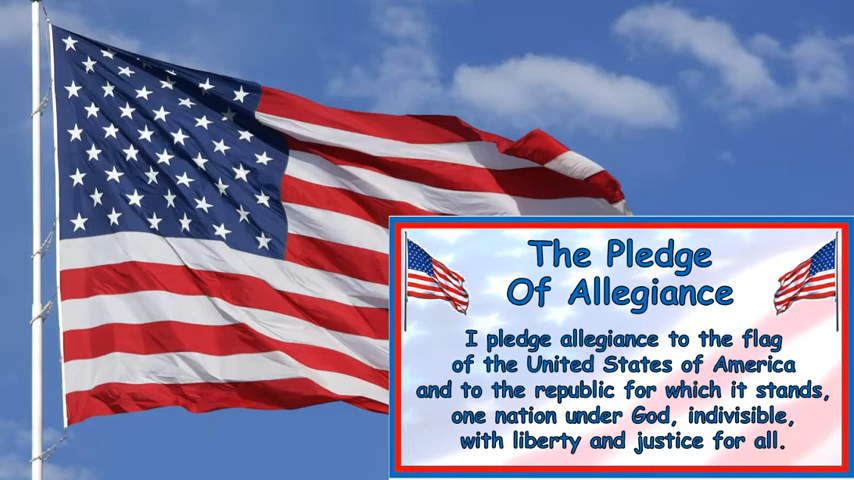 The Pledge
Of Allegiance
I pledge allegiance to the flag
of the United States of America
and to the republic for which it stands,
one nation under God, indivisible,
with liberty and justice for all.